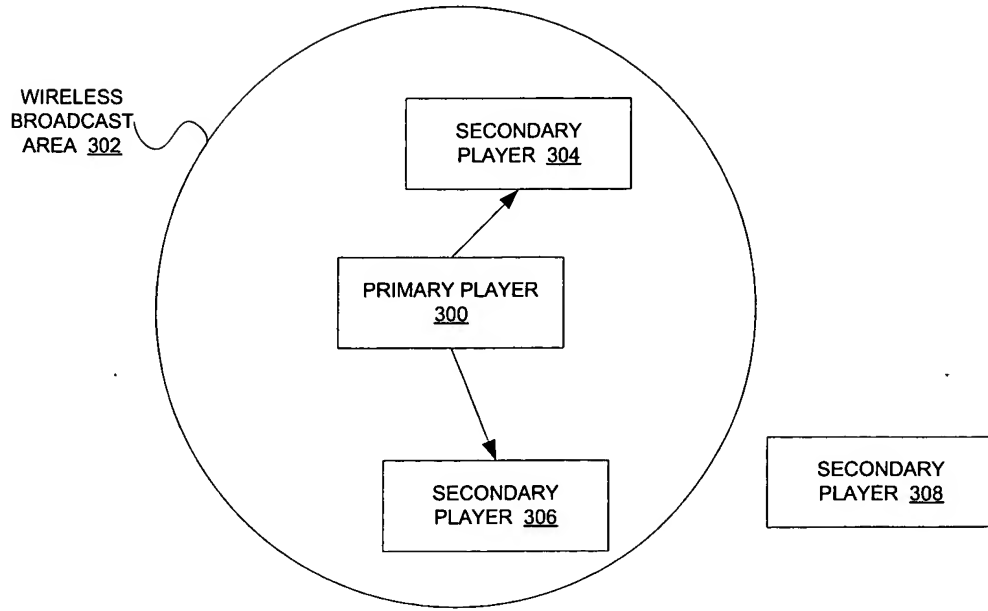 WIRELESS
BROADCAST
AREA 302
SECONDARY
PLAYER 304
PRIMARY PLAYER
300
SECONDARY
PLAYER 306
SECONDARY
PLAYER 308